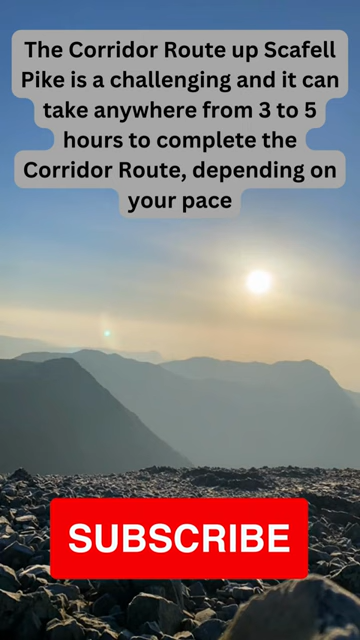 The Corridor Route up Scafell
Pike is a challenging and it can
take anywhere from 3 to 5
hours to complete the
Corridor Route, depending on
your pace
SUBSCRIBE